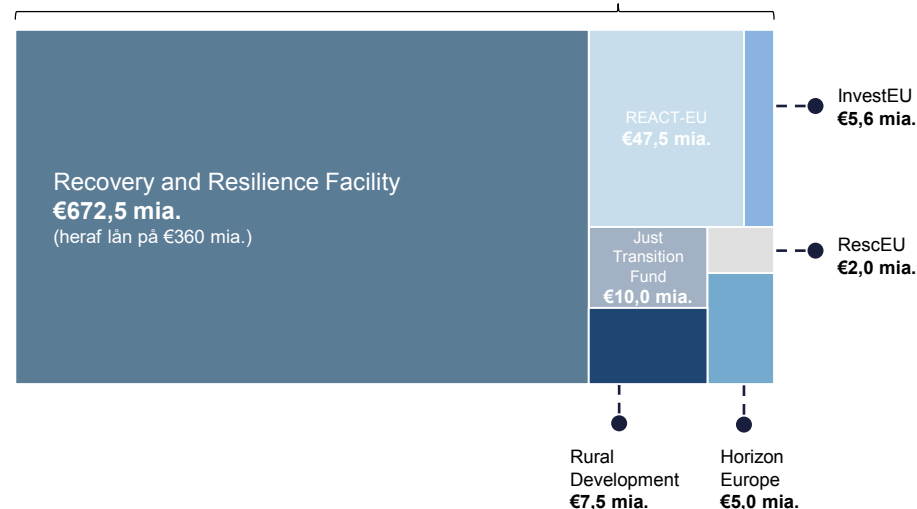 Recovery and Resilience Facility
€672,5 mia.
(heraf lån på €360 mia.)
REACT-EU
€47,5 mia.
InvestEU
€5,6 mia.
Just
Transition
Fund
€10,0 mia.
RescEU
€2,0 mia.
Rural
Development
€7,5 mia.
Horizon
Europe
€5,0 mia.